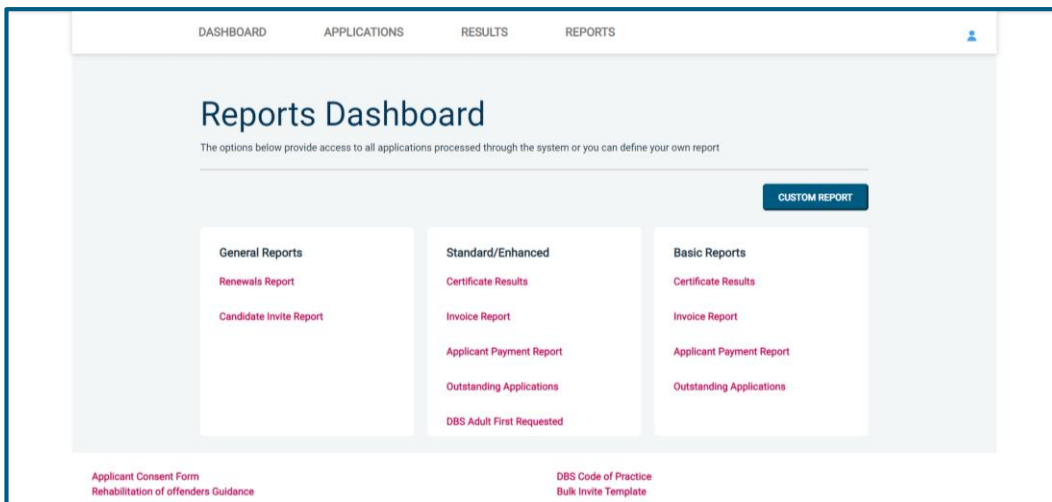 DASHBOARD APPLICATIONS RESULTS REPORTS
Reports Dashboard
The options below provide access to all applications processed through the system or you can define your own report
CUSTOM REPORT
General Reports
Renewals Report
Candidate Invite Report
Standard/Enhanced
Certificate Results
Invoice Report
Applicant Payment Report
Outstanding Applications
DBS Adult First Requested
Basic Reports
Certificate Results
Invoice Report
Applicant Payment Report
Outstanding Applications
Applicant Consent Form
Rehabilitation of offenders Guidance
DBS Code of Practice
Bulk Invite Template